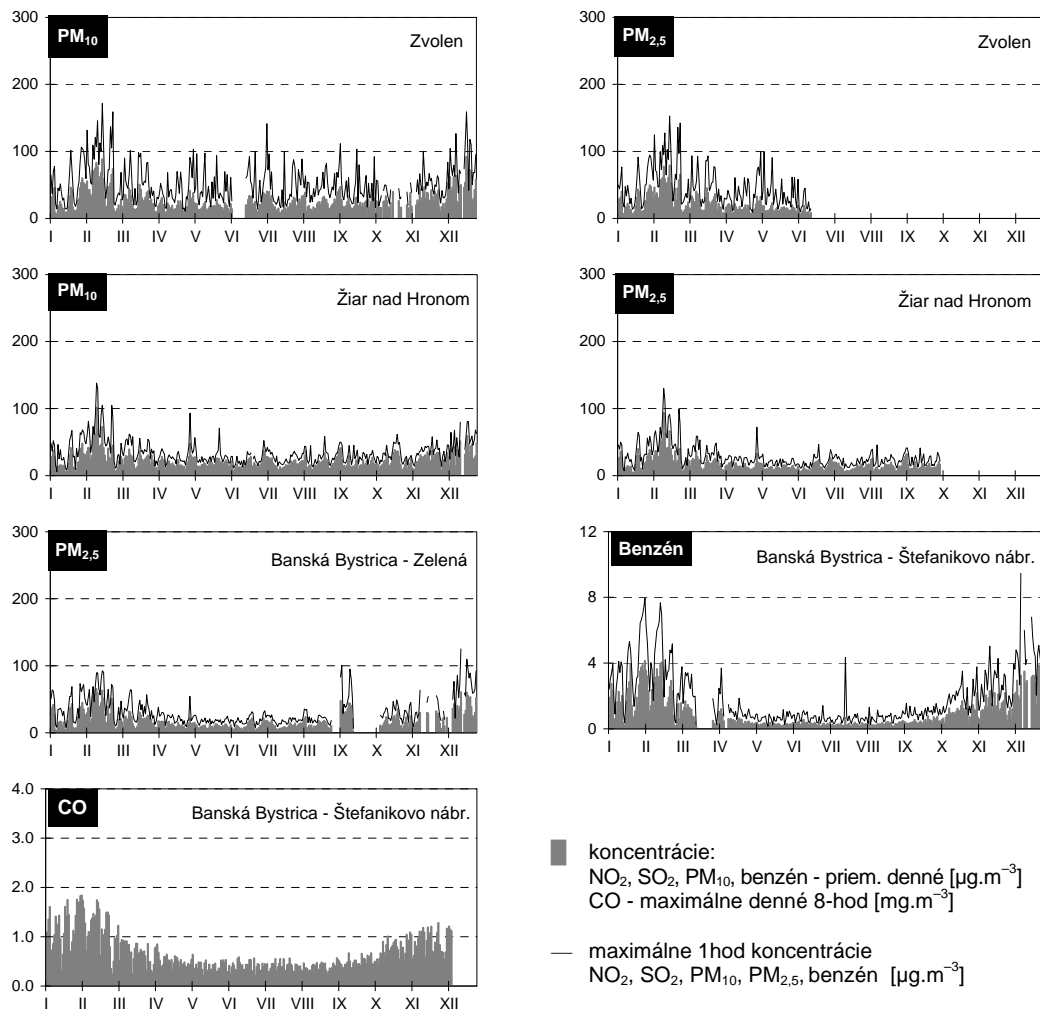 PM10
Zvolen
300
200
100
0
I II III IV V VI VII VIII IX X XI XII
PM2,5
Zvolen
300
200
100
0
I II III IV V VI VII VIII IX X XI XII
PM10
Žiar nad Hronom
300
200
100
0
I II III IV V VI VII VIII IX X XI XII
PM2,5
Žiar nad Hronom
300
200
100
0
I II III IV V VI VII VIII IX X XI XII
PM2,5
Banská Bystrica - Zelená
300
200
100
0
I II III IV V VI VII VIII IX X XI XII
Benzén
Banská Bystrica - Štefanikovo nábr.
12
8
4
0
I II III IV V VI VII VIII IX X XI XII
CO
Banská Bystrica - Štefanikovo nábr.
4.0
3.0
2.0
1.0
0.0
I II III IV V VI VII VIII IX X XI XII
koncentrácie:
NO2, SO2, PM10, benzén - priem. denné [µg.m–3]
CO - maximálne denné 8-hod [mg.m–3]
maximálne 1hod koncentrácie
NO2, SO2, PM10, PM2,5, benzén [µg.m–3]